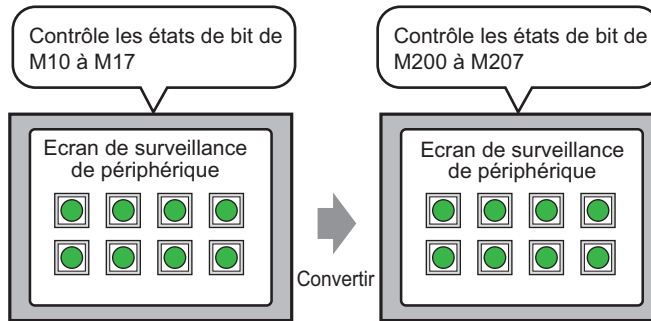 Contrôle les états de bit de
M10 à M17
Contrôle les états de bit de
M200 à M207
Ecran de surveillance
de périphérique
Convertir
Ecran de surveillance
de périphérique